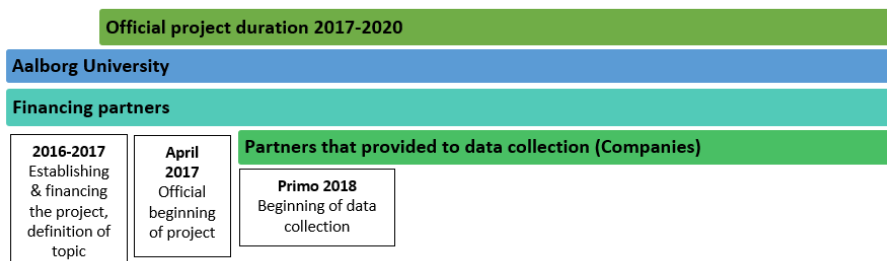 Official project duration 2017-2020
Aalborg University
Financing partners
Partners that provided to data collection (Companies)
2016-2017
Establishing
& financing
the project,
definition of
topic
April
2017
Official
beginning
of project
Primo 2018
Beginning of data
collection